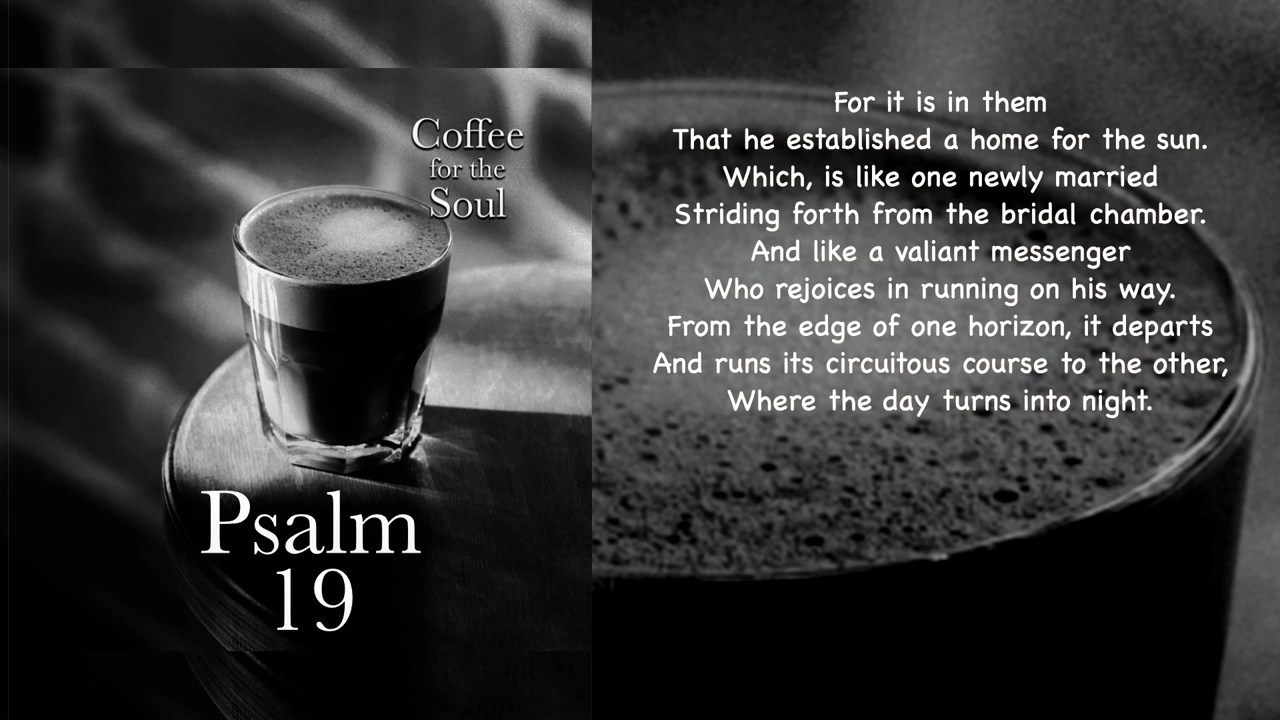 Coffee
for the
Soul
Psalm
19
For it is in them
That he established a home for the sun.
Which, is like one newly married
Striding forth from the bridal chamber.
And like a valiant messenger
Who rejoices in running on his way.
From the edge of one horizon, it departs
And runs its circuitous course to the other,
Where the day turns into night.